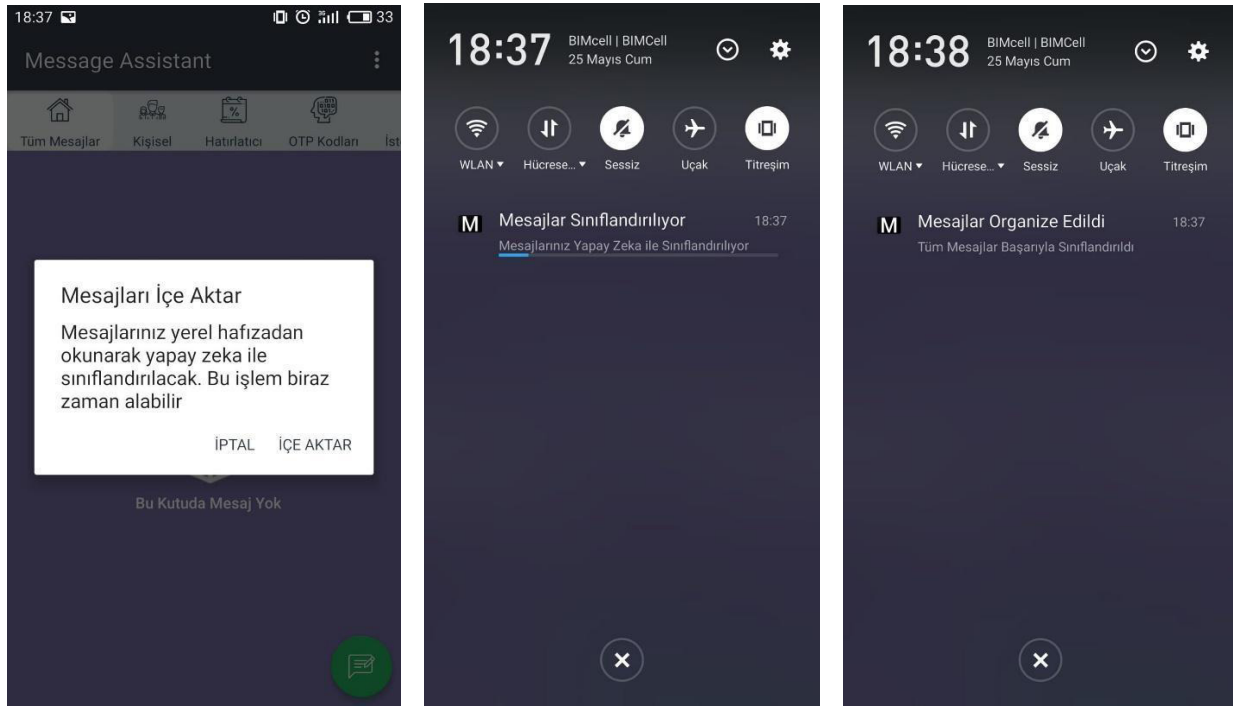 18:37
3G
33
Message Assistant
Tüm Mesajlar
Kişisel
Hatırlatıcı
OTP Kodları
İst
Mesajları İçe Aktar
Mesajlarınız yerel hafızadan
okunarak yapay zeka ile
sınıflandırılacak. Bu işlem biraz
zaman alabilir
İPTAL
İÇE AKTAR
Bu Kutuda Mesaj Yok
18:37
BIMcell | BIMCell
25 Mayıs Cum
WLAN
Hücrese...
Sessiz
Uçak
Titreşim
M
Mesajlar Sınıflandırılıyor
18:37
Mesajlarınız Yapay Zeka ile Sınıflandırılıyor
18:38
BIMcell | BIMCell
25 Mayıs Cum
WLAN
Hücrese...
Sessiz
Uçak
Titreşim
M
Mesajlar Organize Edildi
18:37
Tüm Mesajlar Başarıyla Sınıflandırıldı